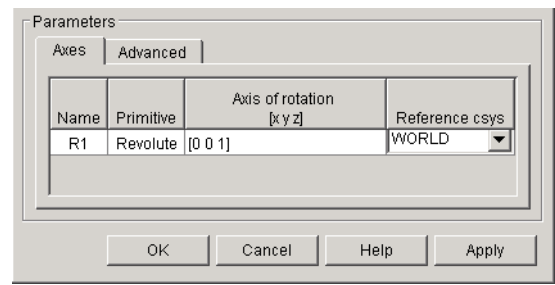 Parameters
Axes Advanced
Axis of rotation
Name Primitive [x y z] Reference csys
R1 Revolute [0 0 1] WORLD
OK Cancel Help Apply